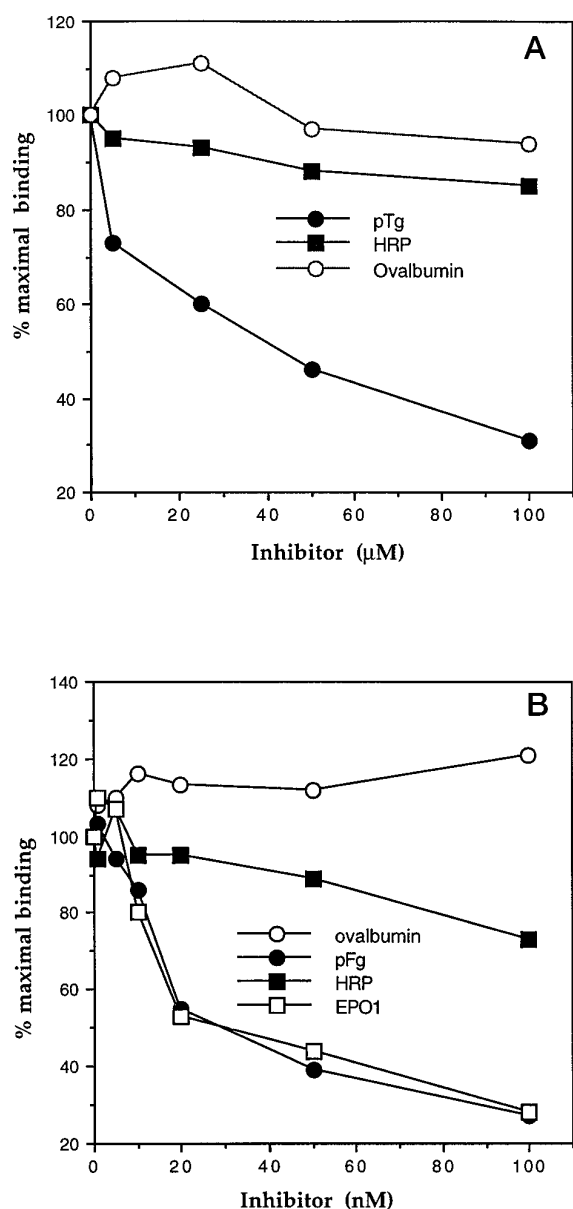 A
120
100
80
60
40
20
% maximal binding
pTg
HRP
Ovalbumin
0 20 40 60 80 100
Inhibitor (µM)
B
140
120
100
80
60
40
20
% maximal binding
ovalbumin
pFg
HRP
EPO1
0 20 40 60 80 100
Inhibitor (nM)